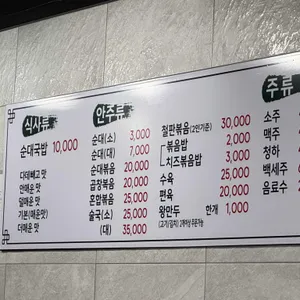 식사류
순대국밥 10,000
다대빼고 맛
안매운 맛
덜매운 맛
기본(매운맛)
더매운 맛
안주류
순대(소) 3,000
순대(대) 7,000
순대볶음 20,000
곱창볶음 25,000
혼합볶음 25,000
술국(소) 25,000
(대) 35,000
철판볶음(2인기준) 30,000
볶음밥 2,000
치즈볶음밥 3,000
수육 25,000
편육 20,000
왕만두 한개 1,000
(고기/김치)
주류
소주
맥주
청하
백세주
음료수